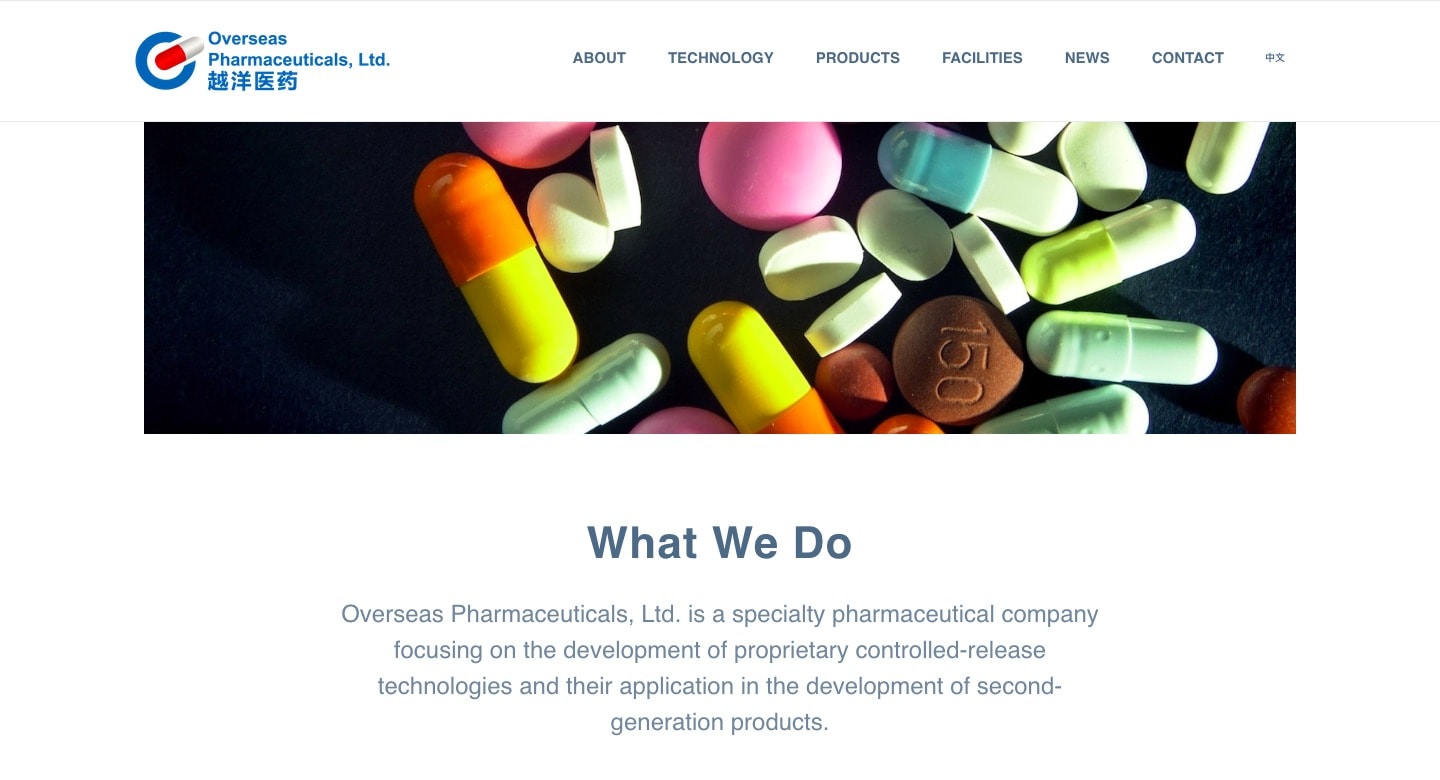 Overseas
Pharmaceuticals, Ltd.
越洋医药
ABOUT TECHNOLOGY PRODUCTS FACILITIES NEWS CONTACT 中文
150
What We Do
Overseas Pharmaceuticals, Ltd. is a specialty pharmaceutical company
focusing on the development of proprietary controlled-release
technologies and their application in the development of second-
generation products.